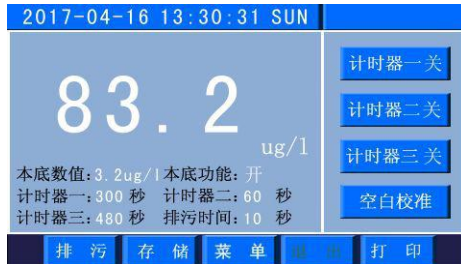 2017-04-16 13:30:31 SUN
83.2
ug/l
本底数值:3.2ug/l 本底功能:开
计时器一:300 秒 计时器二:60 秒
计时器三:480 秒 排污时间:10 秒
计时器一关
计时器二关
计时器三关
空白校准
排污 存储 菜单 打印